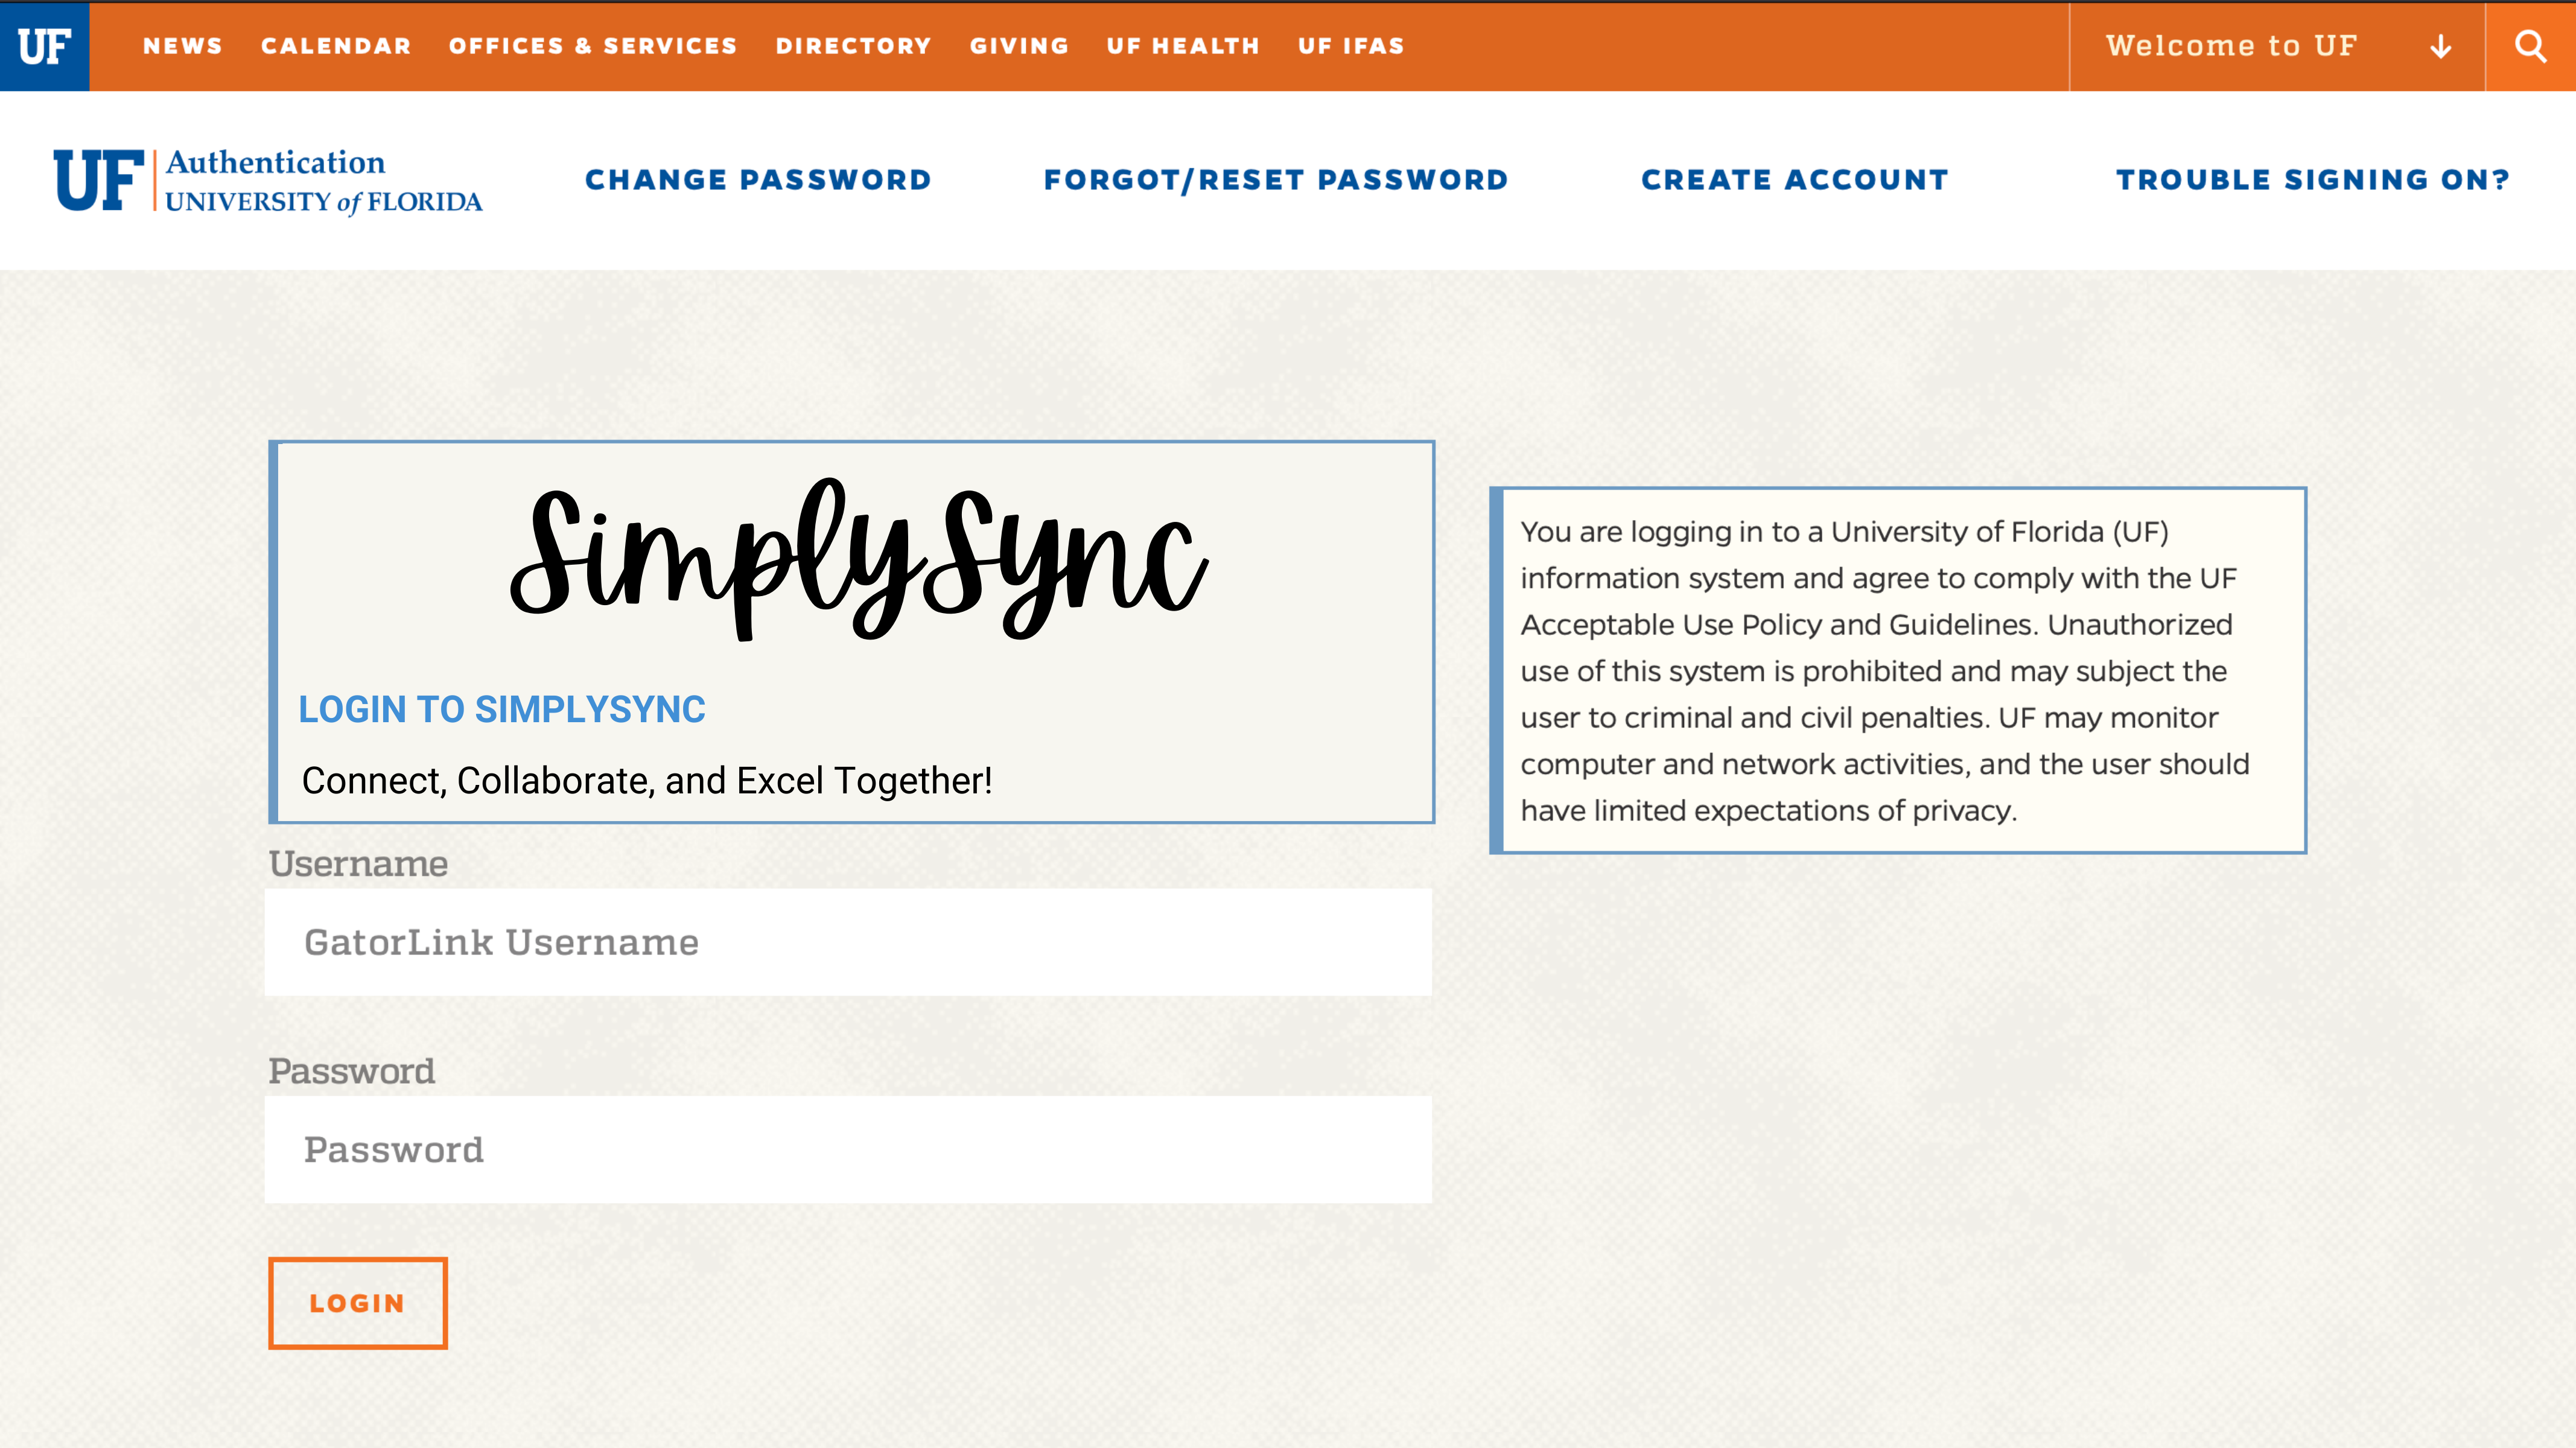 UF NEWS CALENDAR OFFICES & SERVICES DIRECTORY GIVING UF HEALTH UF IFAS Welcome to UF
UF Authentication
UNIVERSITY of FLORIDA
CHANGE PASSWORD FORGOT/RESET PASSWORD CREATE ACCOUNT TROUBLE SIGNING ON?
SimplySync
LOGIN TO SIMPLYSYNC
Connect, Collaborate, and Excel Together!
You are logging in to a University of Florida (UF)
information system and agree to comply with the UF
Acceptable Use Policy and Guidelines. Unauthorized
use of this system is prohibited and may subject the
user to criminal and civil penalties. UF may monitor
computer and network activities, and the user should
have limited expectations of privacy.
Username
GatorLink Username
Password
Password
LOGIN